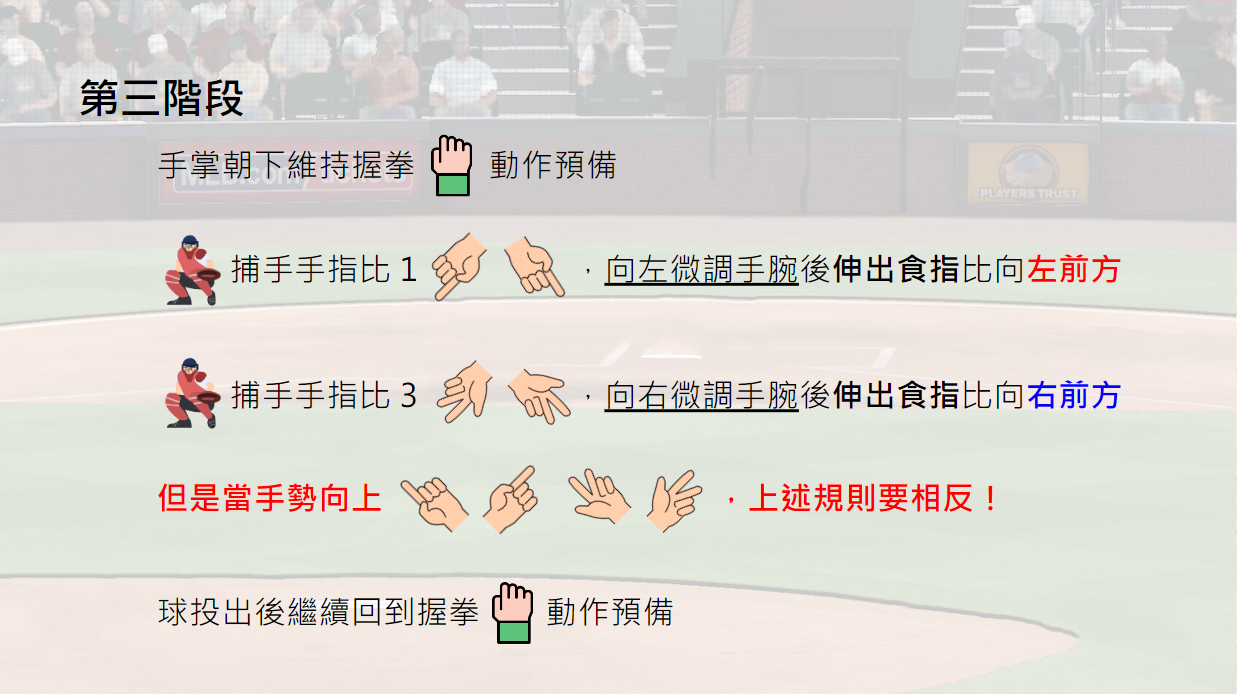 第三階段
手掌朝下維持握拳 動作預備
PLAYERS TRUST
捕手手指比 1 ，向左微調手腕後伸出食指比向左前方
捕手手指比 3 ，向右微調手腕後伸出食指比向右前方
但是當手勢向上 ，上述規則要相反！
球投出後繼續回到握拳 動作預備